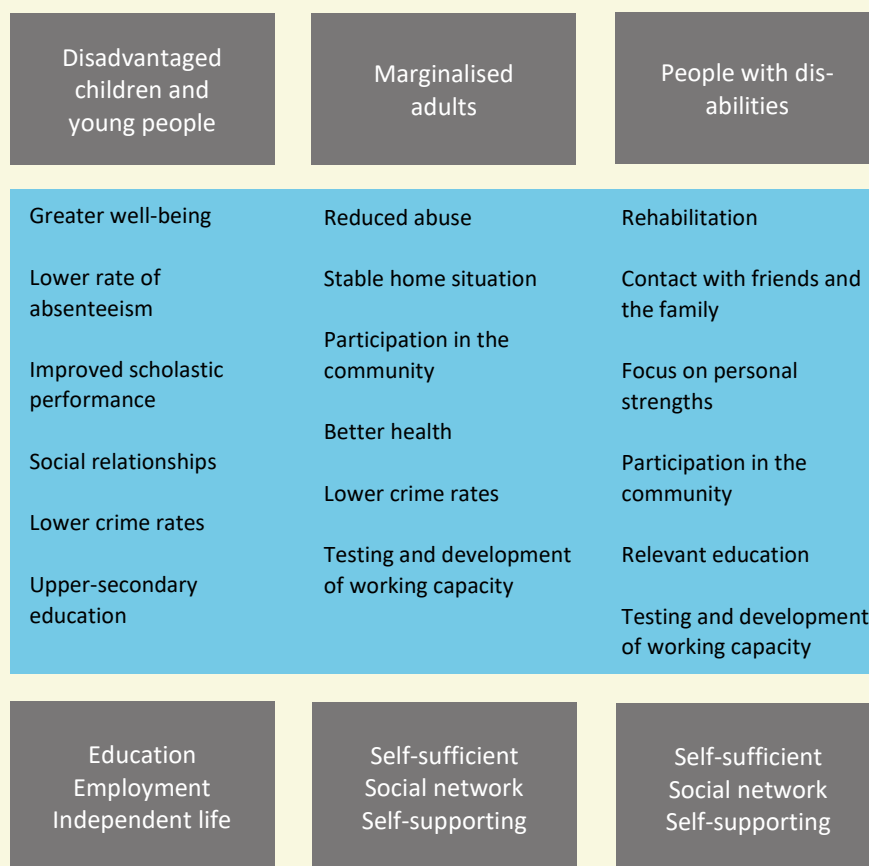 Disadvantaged
children and
young people
Marginalised
adults
People with dis-
abilities
Greater well-being
Lower rate of
absenteeism
Improved scholastic
performance
Social relationships
Lower crime rates
Upper-secondary
education
Reduced abuse
Stable home situation
Participation in the
community
Better health
Lower crime rates
Testing and development
of working capacity
Rehabilitation
Contact with friends and
the family
Focus on personal
strengths
Participation in the
community
Relevant education
Testing and development
of working capacity
Education
Employment
Independent life
Self-sufficient
Social network
Self-supporting
Self-sufficient
Social network
Self-supporting